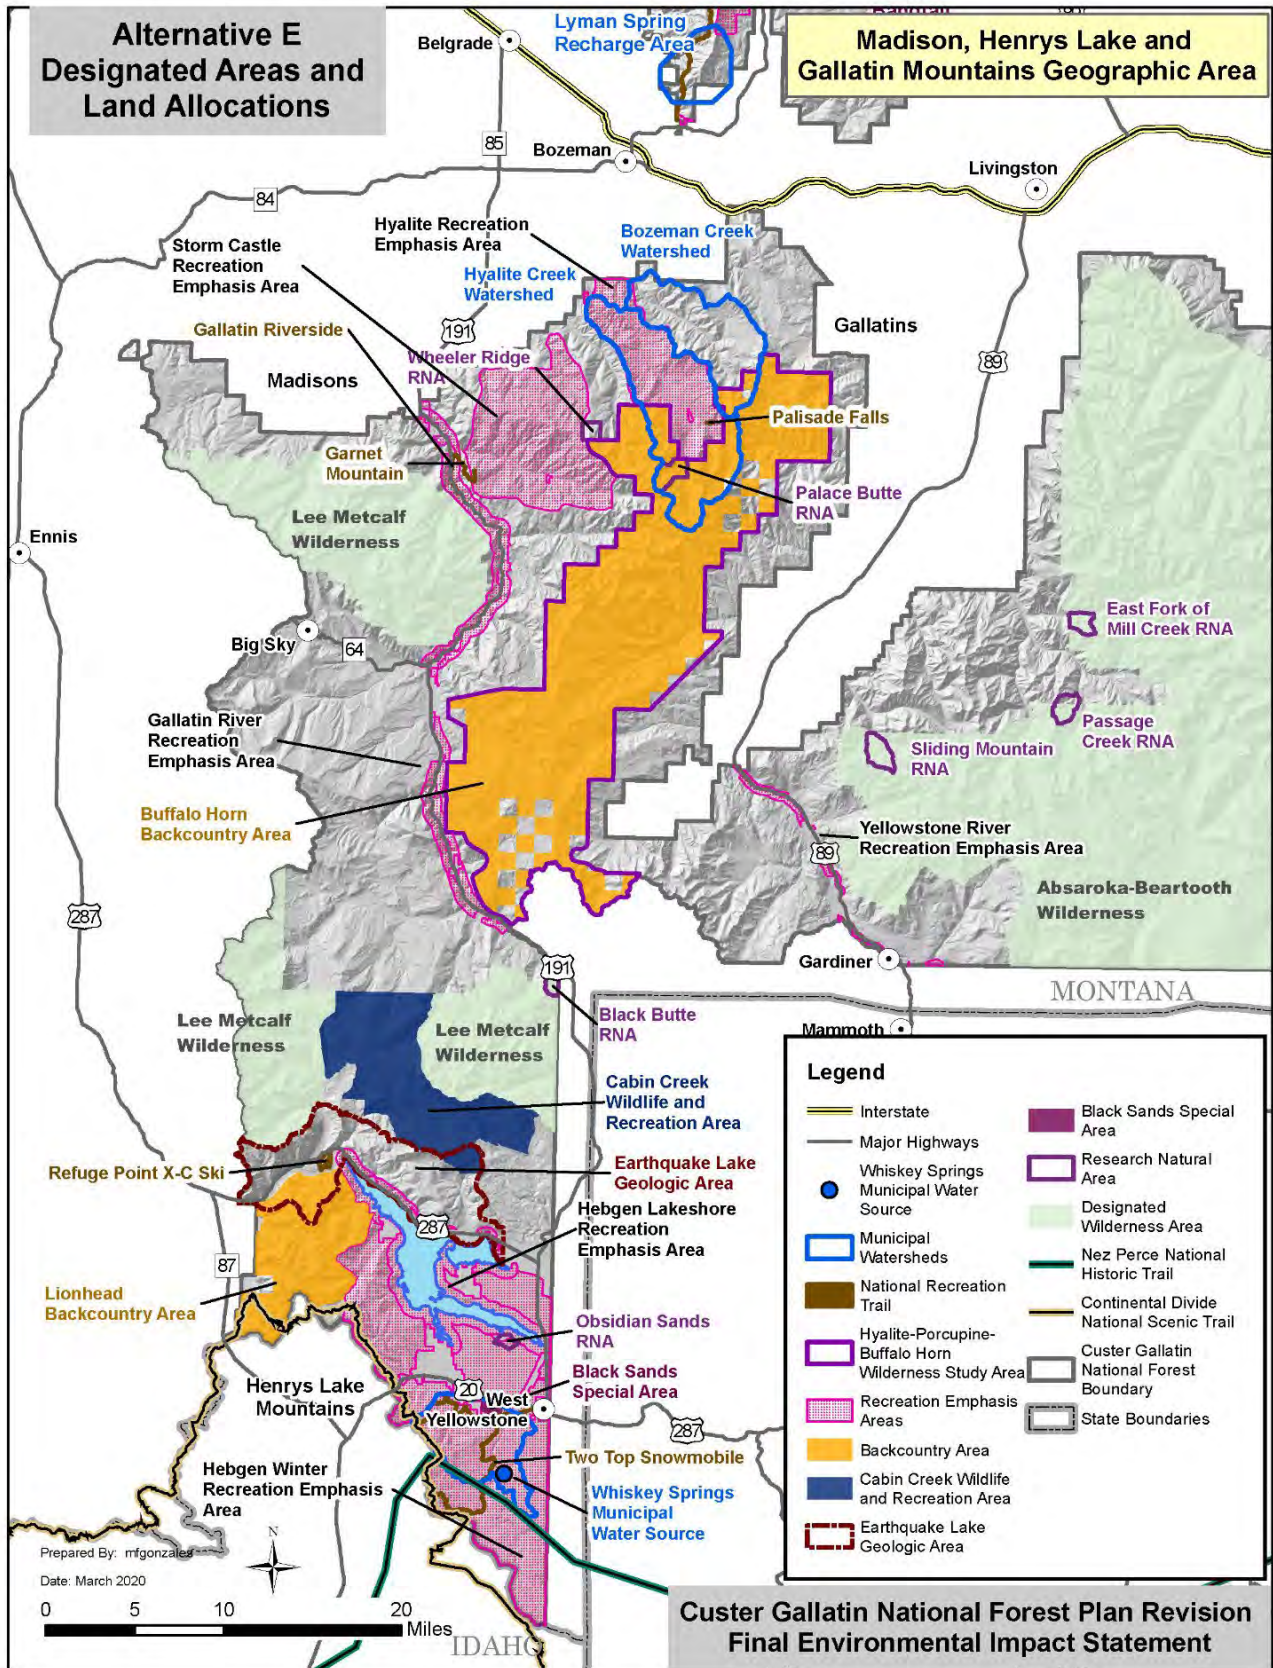 Alternative E
Designated Areas and
Land Allocations
Madison, Henrys Lake and
Gallatin Mountains Geographic Area
Lyman Spring
Recharge Area
Belgrade
85
Bozeman
Livingston
84
Hyalite Recreation
Emphasis Area
Bozeman Creek
Watershed
Storm Castle
Recreation
Emphasis Area
Hyalite Creek
Watershed
Gallatin Riverside
191
Gallatins
89
Wheeler Ridge
RNA
Madisons
Palisade Falls
Garnet
Mountain
Palace Butte
RNA
Lee Metcalf
Wilderness
Ennis
East Fork of
Mill Creek RNA
Big Sky
64
Passage
Creek RNA
Gallatin River
Recreation
Emphasis Area
Sliding Mountain
RNA
Buffalo Horn
Backcountry Area
Yellowstone River
Recreation Emphasis Area
89
Absaroka-Beartooth
Wilderness
287
Gardiner
191
MONTANA
Black Butte
RNA
Mammoth
Lee Metcalf
Wilderness
Lee Metcalf
Wilderness
Cabin Creek
Wildlife and
Recreation Area
Refuge Point X-C Ski
Earthquake Lake
Geologic Area
Hebgen Lakeshore
Recreation
Emphasis Area
287
87
Lionhead
Backcountry Area
Obsidian Sands
RNA
Black Sands
Special Area
20
West
Yellowstone
Henrys Lake
Mountains
287
Two Top Snowmobile
Hebgen Winter
Recreation Emphasis
Area
Whiskey Springs
Municipal
Water Source
Legend
Interstate
Major Highways
Whiskey Springs
Municipal Water
Source
Municipal
Watersheds
National Recreation
Trail
Hyalite-Porcupine-
Buffalo Horn
Wilderness Study Area
Recreation Emphasis
Areas
Backcountry Area
Cabin Creek Wildlife
and Recreation Area
Earthquake Lake
Geologic Area
Black Sands Special
Area
Research Natural
Area
Designated
Wilderness Area
Nez Perce National
Historic Trail
Continental Divide
National Scenic Trail
Custer Gallatin
National Forest
Boundary
State Boundaries
N
Prepared By: mfgonzales
Date: March 2020
0 5 10 20
Miles
IDAHO
Custer Gallatin National Forest Plan Revision
Final Environmental Impact Statement